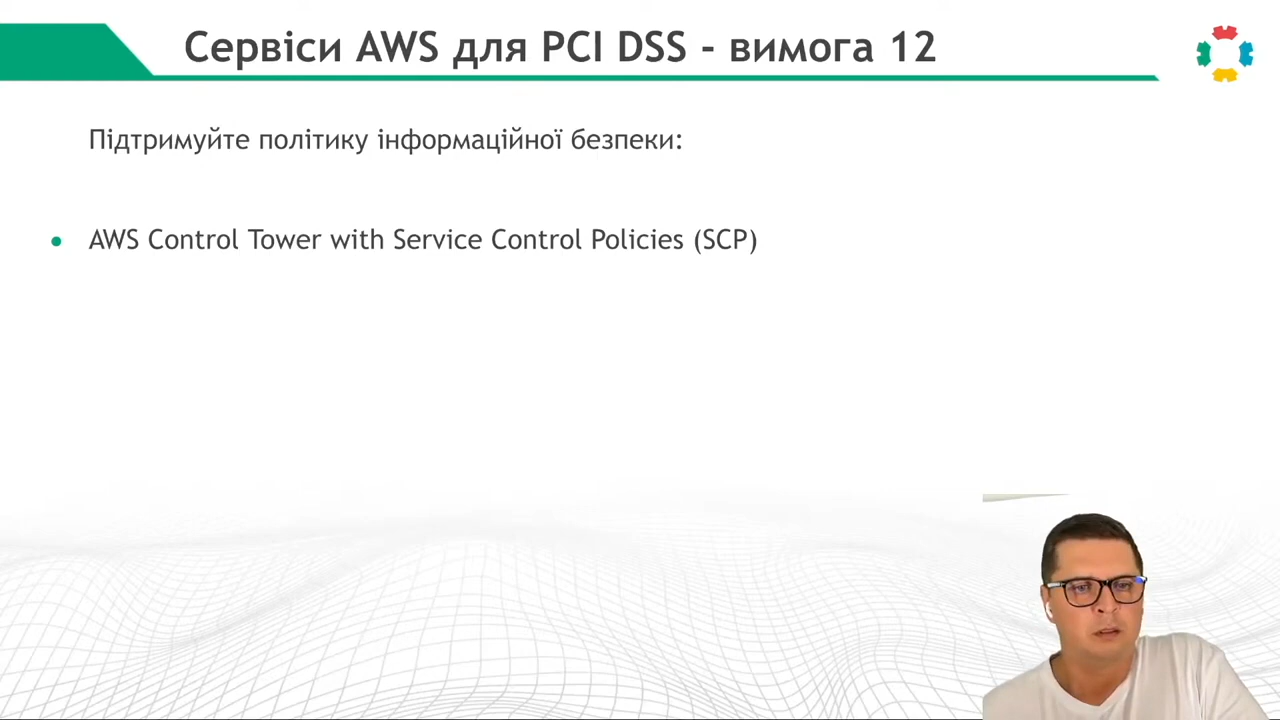 Сервіси AWS для PCI DSS - вимога 12
Підтримуйте політику інформаційної безпеки:
AWS Control Tower with Service Control Policies (SCP)